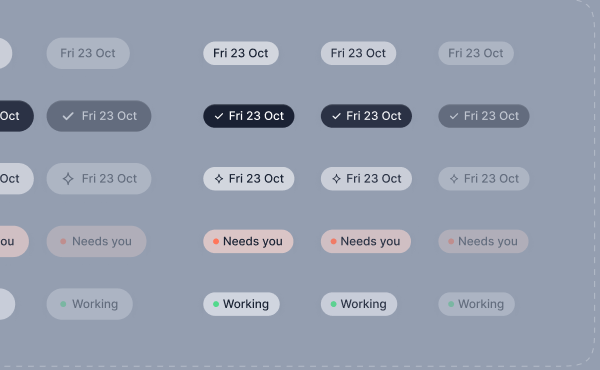 Fri 23 Oct Fri 23 Oct Fri 23 Oct Fri 23 Oct
Oct Fri 23 Oct Fri 23 Oct Fri 23 Oct Fri 23 Oct
Oct Fri 23 Oct Fri 23 Oct Fri 23 Oct Fri 23 Oct
ou Needs you Needs you Needs you Needs you
Working Working Working Working